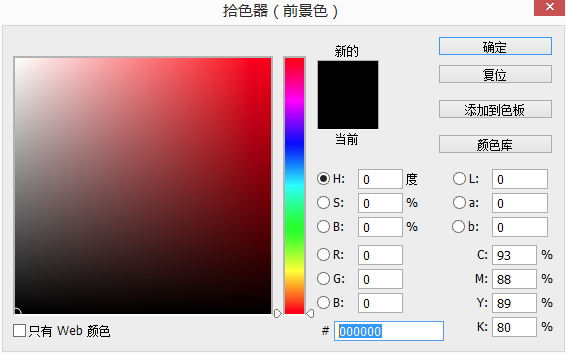 拾色器（前景色）
新的
当前
确定
复位
添加到色板
颜色库
H: 0 度
S: 0 %
B: 0 %
R: 0
G: 0
B: 0
# 000000
L: 0
a: 0
b: 0
C: 93 %
M: 88 %
Y: 89 %
K: 80 %
只有 Web 颜色